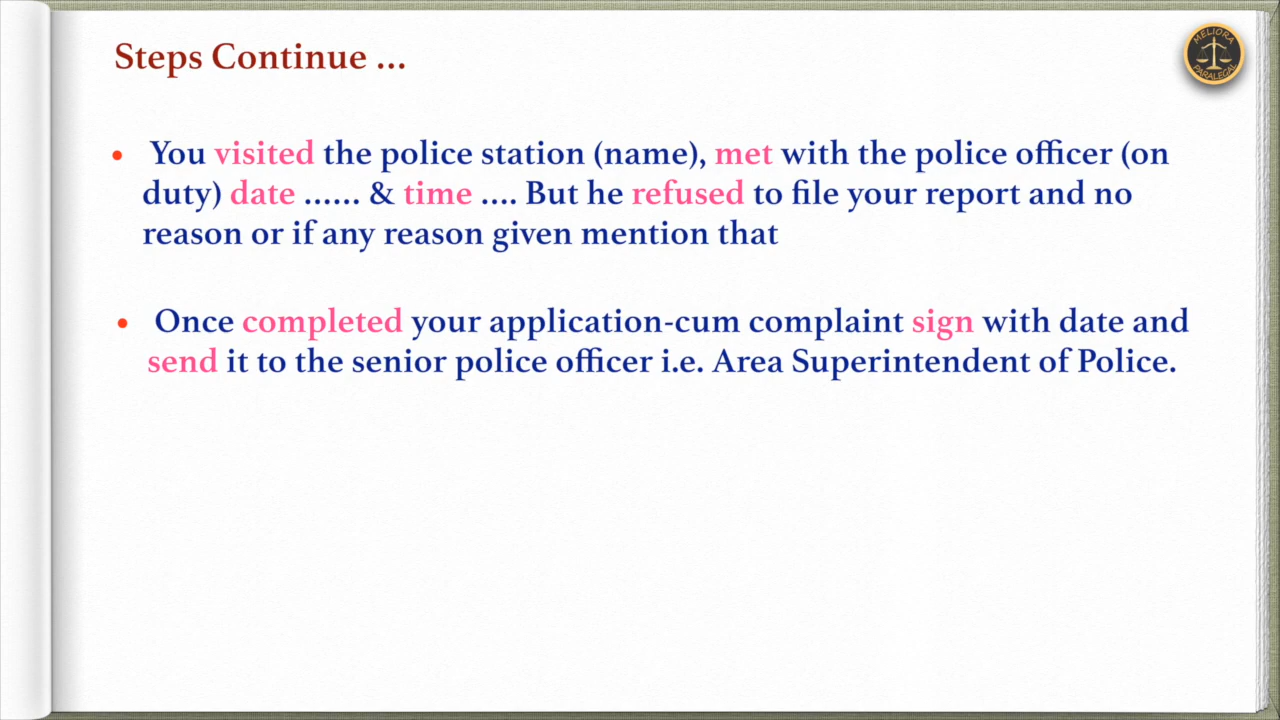 Steps Continue ...
MELIORA
PARALEGAL
• You visited the police station (name), met with the police officer (on
duty) date ...... & time .... But he refused to file your report and no
reason or if any reason given mention that
• Once completed your application-cum complaint sign with date and
send it to the senior police officer i.e. Area Superintendent of Police.